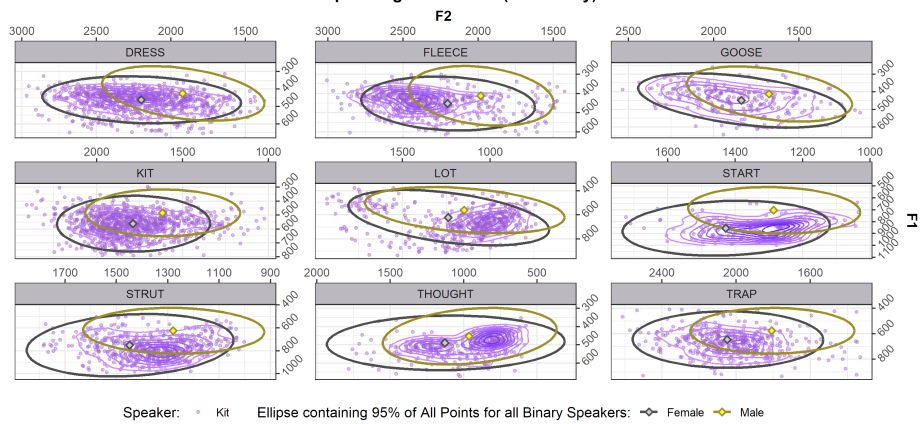 F2
3000 2500 2000 1500 3000 2500 2000 1500 2500 2000 1500
DRESS FLEECE GOOSE
300 400 500 600 300 400 500 600 300 400 500 600
2000 1500 1000 1500 1000 1600 1400 1200 1000
KIT LOT START
300 400 500 600 700 800 400 600 800 500 600 700 800 900 1000 1100
F1
1700 1500 1300 1100 900 2000 1500 1000 500 2400 2000 1600
STRUT THOUGHT TRAP
400 600 800 1000 300 400 500 600 400 600 800
Speaker: Kit Ellipse containing 95% of All Points for all Binary Speakers: Female Male